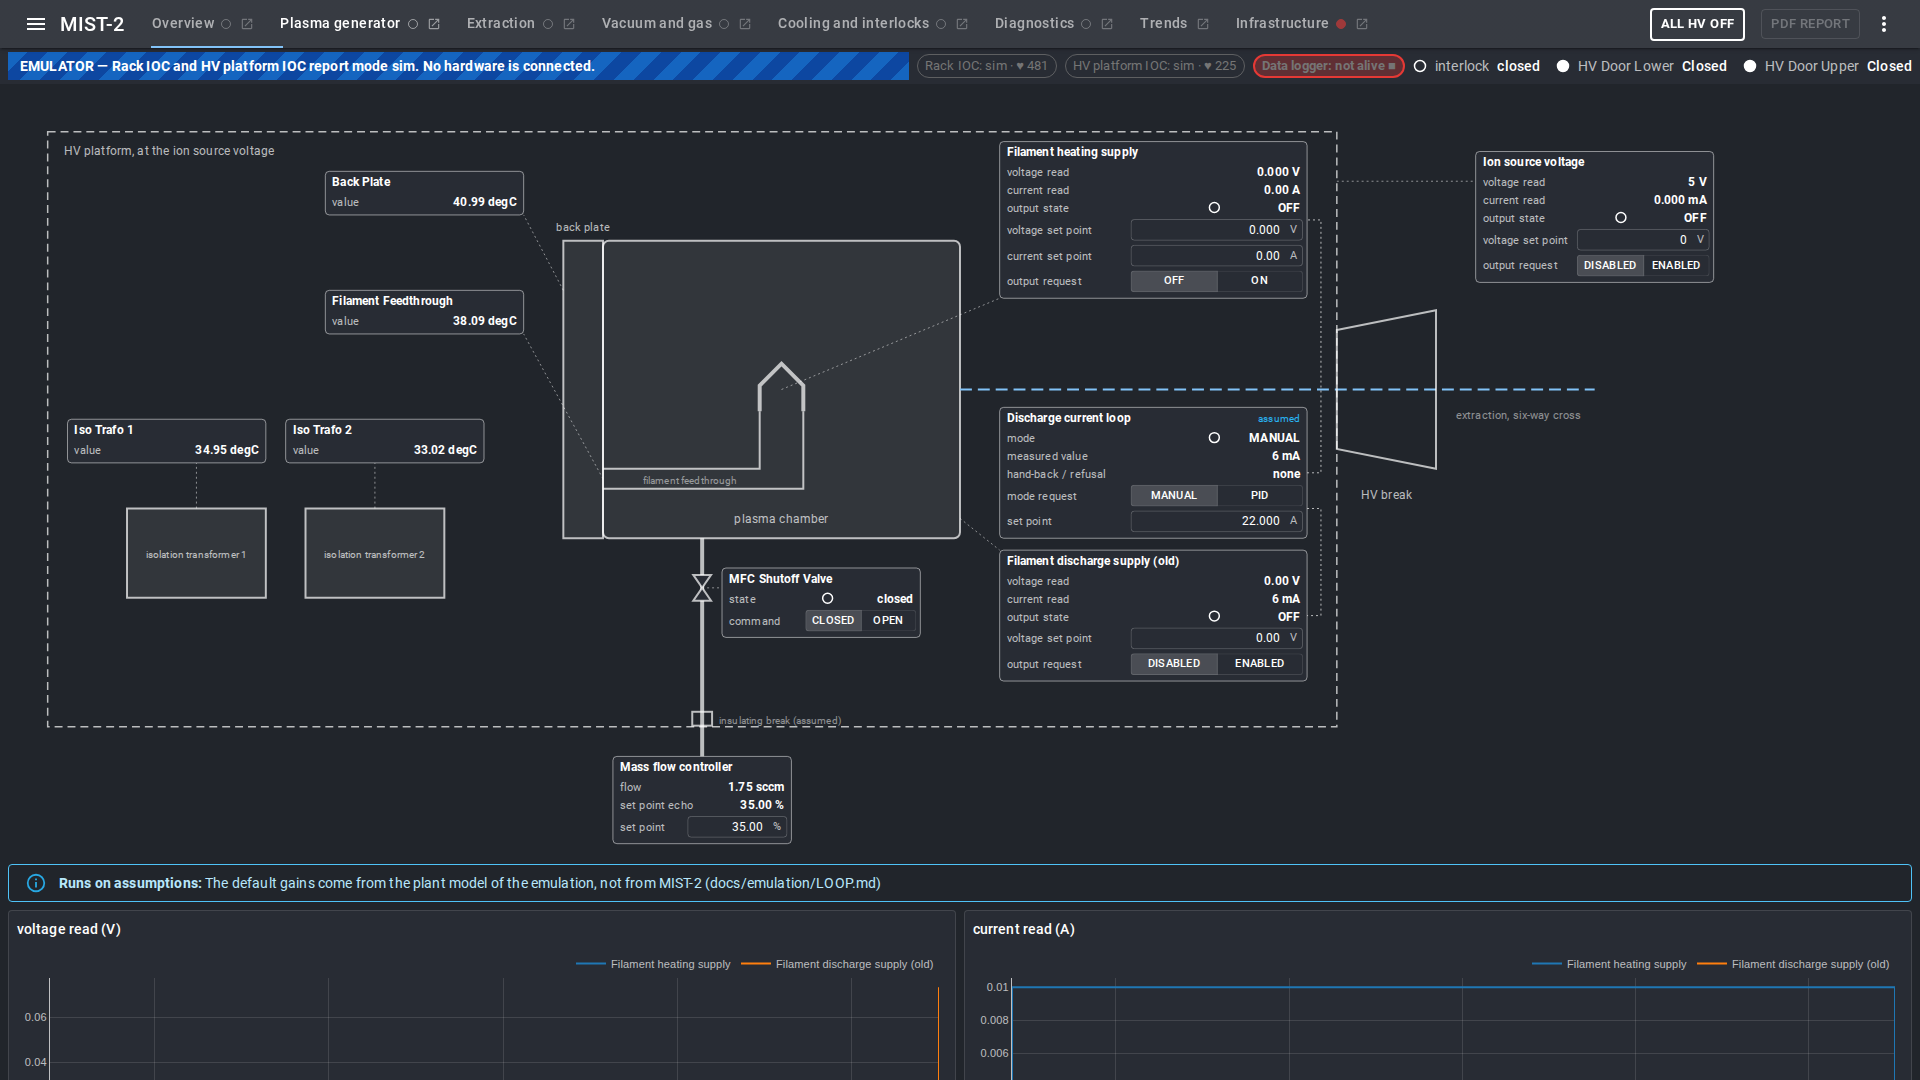 MIST-2
Overview
Plasma generator
Extraction
Vacuum and gas
Cooling and interlocks
Diagnostics
Trends
Infrastructure
ALL HV OFF
PDF REPORT
EMULATOR — Rack IOC and HV platform IOC report mode sim. No hardware is connected.
Rack IOC: sim · ♥ 481
HV platform IOC: sim · ♥ 225
Data logger: not alive ■
interlock closed
HV Door Lower Closed
HV Door Upper Closed
HV platform, at the ion source voltage
Back Plate
value 40.99 degC
back plate
Filament Feedthrough
value 38.09 degC
Iso Trafo 1
value 34.95 degC
Iso Trafo 2
value 33.02 degC
isolation transformer 1
isolation transformer 2
filament feedthrough
plasma chamber
Filament heating supply
voltage read 0.000 V
current read 0.00 A
output state OFF
voltage set point 0.000 V
current set point 0.00 A
output request OFF ON
Ion source voltage
voltage read 5 V
current read 0.000 mA
output state OFF
voltage set point 0 V
output request DISABLED ENABLED
extraction, six-way cross
HV break
Discharge current loop assumed
mode MANUAL
measured value 6 mA
hand-back / refusal none
mode request MANUAL PID
set point 22.000 A
Filament discharge supply (old)
voltage read 0.00 V
current read 6 mA
output state OFF
voltage set point 0.00 V
output request DISABLED ENABLED
MFC Shutoff Valve
state closed
command CLOSED OPEN
insulating break (assumed)
Mass flow controller
flow 1.75 sccm
set point echo 35.00 %
set point 35.00 %
Runs on assumptions: The default gains come from the plant model of the emulation, not from MIST-2 (docs/emulation/LOOP.md)
voltage read (V)
Filament heating supply
Filament discharge supply (old)
0.06
0.04
current read (A)
Filament heating supply
Filament discharge supply (old)
0.01
0.008
0.006